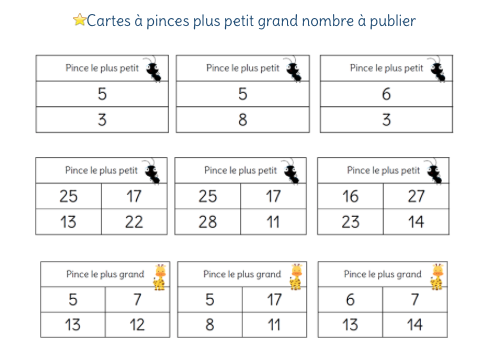 Cartes à pinces plus petit grand nombre à publier
Pince le plus petit Pince le plus petit Pince le plus petit
5 5 6
3 8 3
Pince le plus petit Pince le plus petit Pince le plus petit
25 17 25 17 16 27
13 22 28 11 23 14
Pince le plus grand Pince le plus grand Pince le plus grand
5 7 5 17 6 7
13 12 8 11 13 14